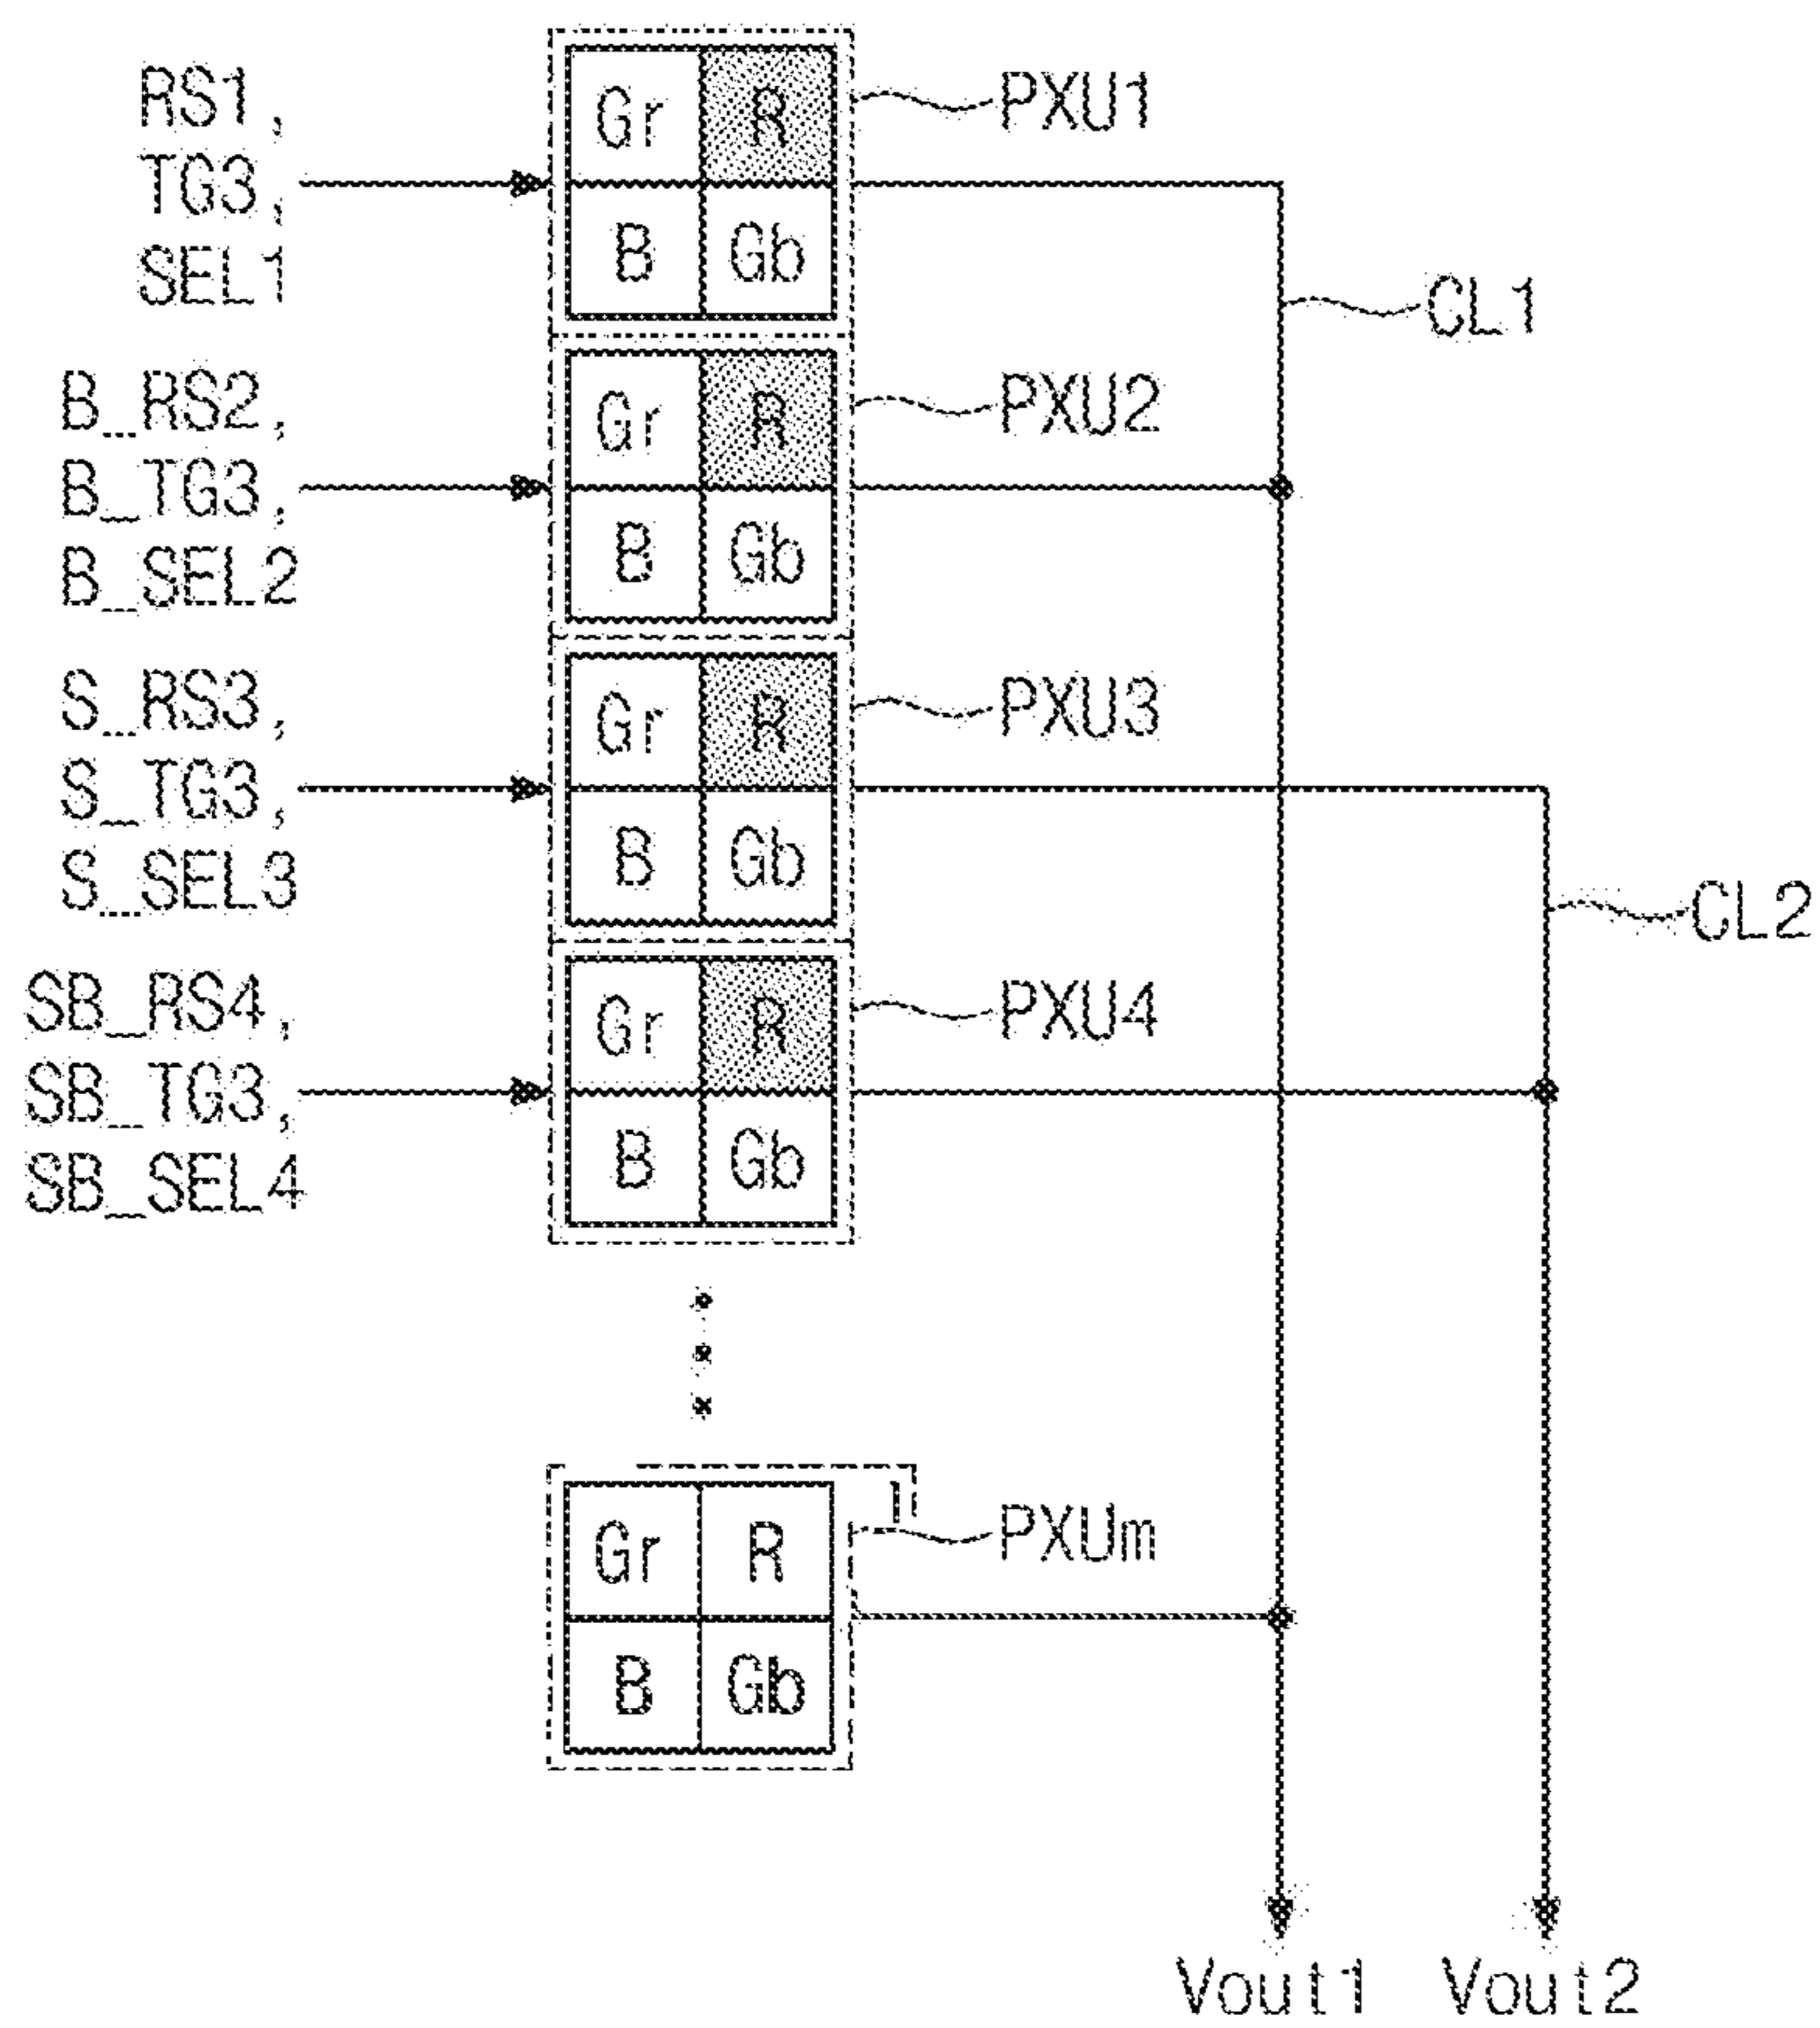 RS1,
TG3,
SEL1
Gr R
B Gb
PXU1
CL1
B_RS2,
B_TG3,
B_SEL2
Gr R
B Gb
PXU2
S_RS3,
S_TG3,
S_SEL3
Gr R
B Gb
PXU3
CL2
SB_RS4,
SB_TG3,
SB_SEL4
Gr R
B Gb
PXU4
Gr R
B Gb
PXUm
Vout1 Vout2